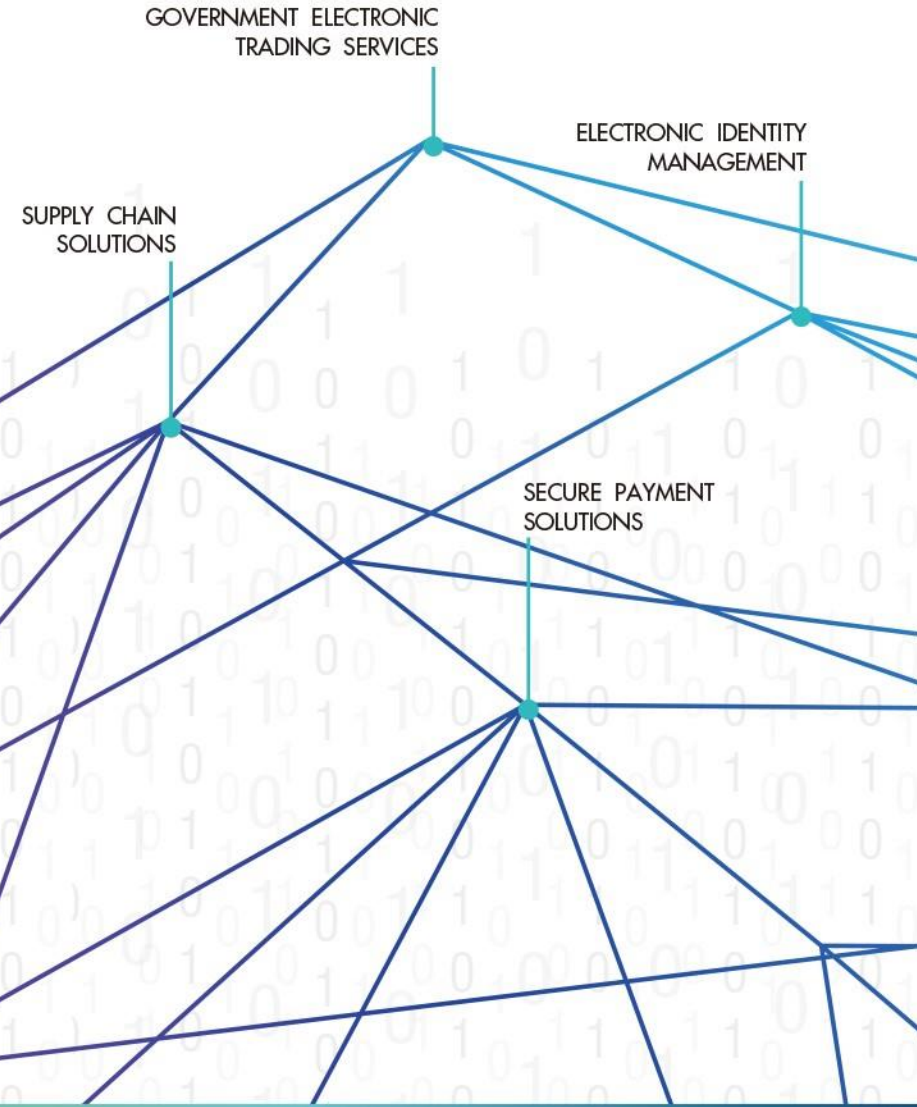 GOVERNMENT ELECTRONIC
TRADING SERVICES
ELECTRONIC IDENTITY
MANAGEMENT
SUPPLY CHAIN
SOLUTIONS
SECURE PAYMENT
SOLUTIONS